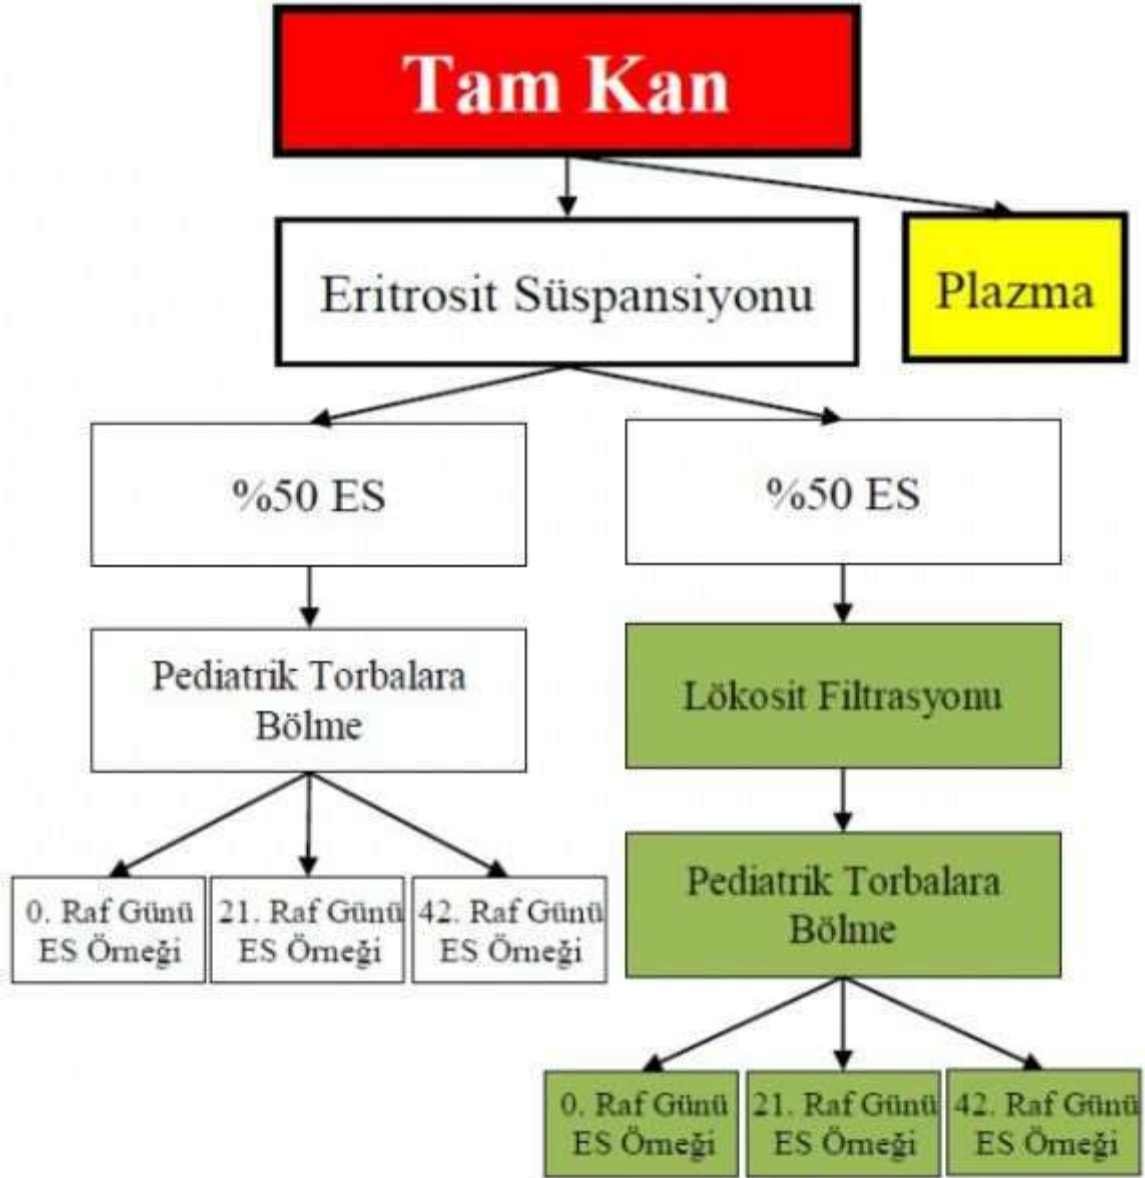 Tam Kan
Eritrosit Süspansiyonu
Plazma
%50 ES
%50 ES
Pediatrik Torbalara
Bölme
Lökosit Filtrasyonu
0. Raf Günü
ES Örneği
21. Raf Günü
ES Örneği
42. Raf Günü
ES Örneği
Pediatrik Torbalara
Bölme
0. Raf Günü
ES Örneği
21. Raf Günü
ES Örneği
42. Raf Günü
ES Örneği